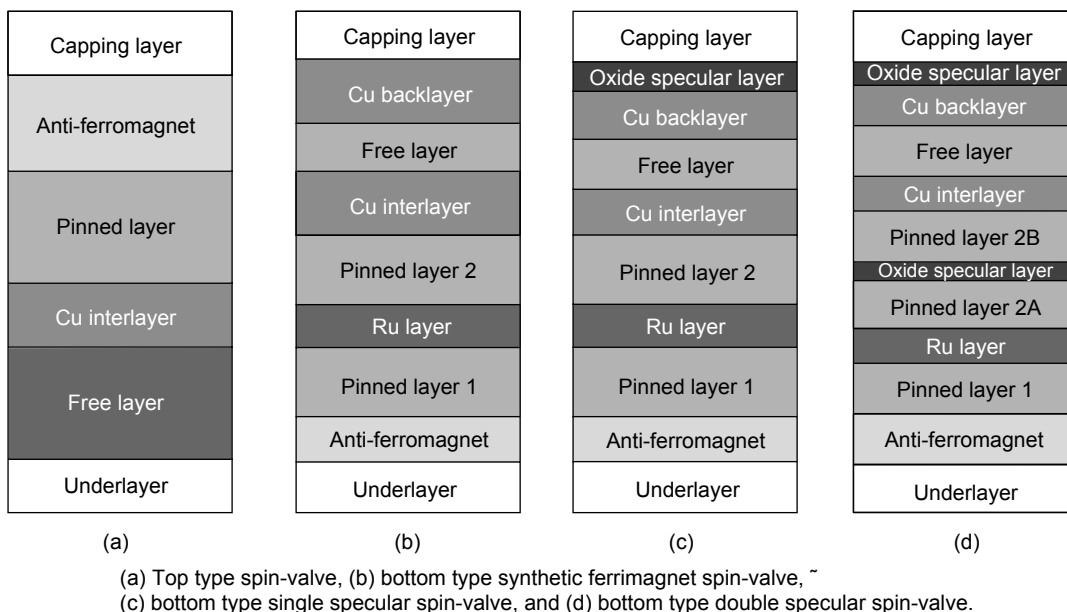 Capping layer
Anti-ferromagnet
Pinned layer
Cu interlayer
Free layer
Underlayer
(a)
Capping layer
Cu backlayer
Free layer
Cu interlayer
Pinned layer 2
Ru layer
Pinned layer 1
Anti-ferromagnet
Underlayer
(b)
Capping layer
Oxide specular layer
Cu backlayer
Free layer
Cu interlayer
Pinned layer 2
Ru layer
Pinned layer 1
Anti-ferromagnet
Underlayer
(c)
Capping layer
Oxide specular layer
Cu backlayer
Free layer
Cu interlayer
Pinned layer 2B
Oxide specular layer
Pinned layer 2A
Ru layer
Pinned layer 1
Anti-ferromagnet
Underlayer
(d)
(a) Top type spin-valve, (b) bottom type synthetic ferrimagnet spin-valve, ˜
(c) bottom type single specular spin-valve, and (d) bottom type double specular spin-valve.